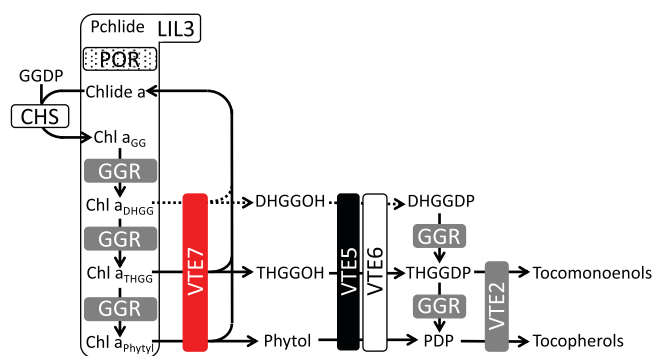 Pchlide LIL3
POR
GGDP
Chlide a
CHS
Chl aGG
GGR
Chl aDHGG DHGGOH DHGGDP
GGR GGR
VTE7 VTE5 VTE6
Chl aTHGG THGGOH THGGDP Tocomonoenols
GGR GGR VTE2
Chl aPhytyl Phytol PDP Tocopherols